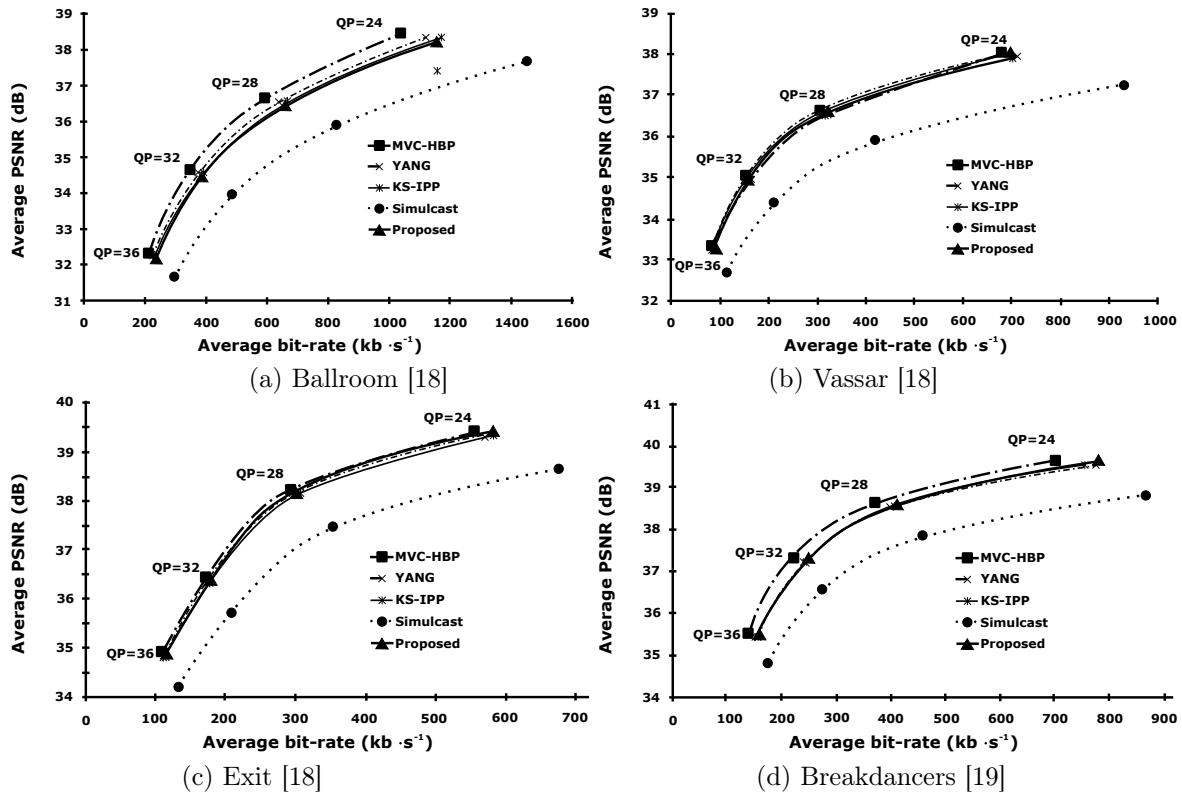 39
38
37
36
35
34
33
32
31
Average PSNR (dB)
QP=24
QP=28
QP=32
QP=36
MVC-HBP
YANG
KS-IPP
Simulcast
Proposed
0 200 400 600 800 1000 1200 1400 1600
Average bit-rate (kb ·s⁻¹)
(a) Ballroom [18]
39
38
37
36
35
34
33
32
Average PSNR (dB)
QP=24
QP=28
QP=32
QP=36
MVC-HBP
YANG
KS-IPP
Simulcast
Proposed
0 100 200 300 400 500 600 700 800 900 1000
Average bit-rate (kb ·s⁻¹)
(b) Vassar [18]
40
39
38
37
36
35
34
Average PSNR (dB)
QP=24
QP=28
QP=32
QP=36
MVC-HBP
YANG
KS-IPP
Simulcast
Proposed
0 100 200 300 400 500 600 700
Average bit-rate (kb ·s⁻¹)
(c) Exit [18]
41
40
39
38
37
36
35
34
Average PSNR (dB)
QP=24
QP=28
QP=32
QP=36
MVC-HBP
YANG
KS-IPP
Simulcast
Proposed
0 100 200 300 400 500 600 700 800 900
Average bit-rate (kb ·s⁻¹)
(d) Breakdancers [19]